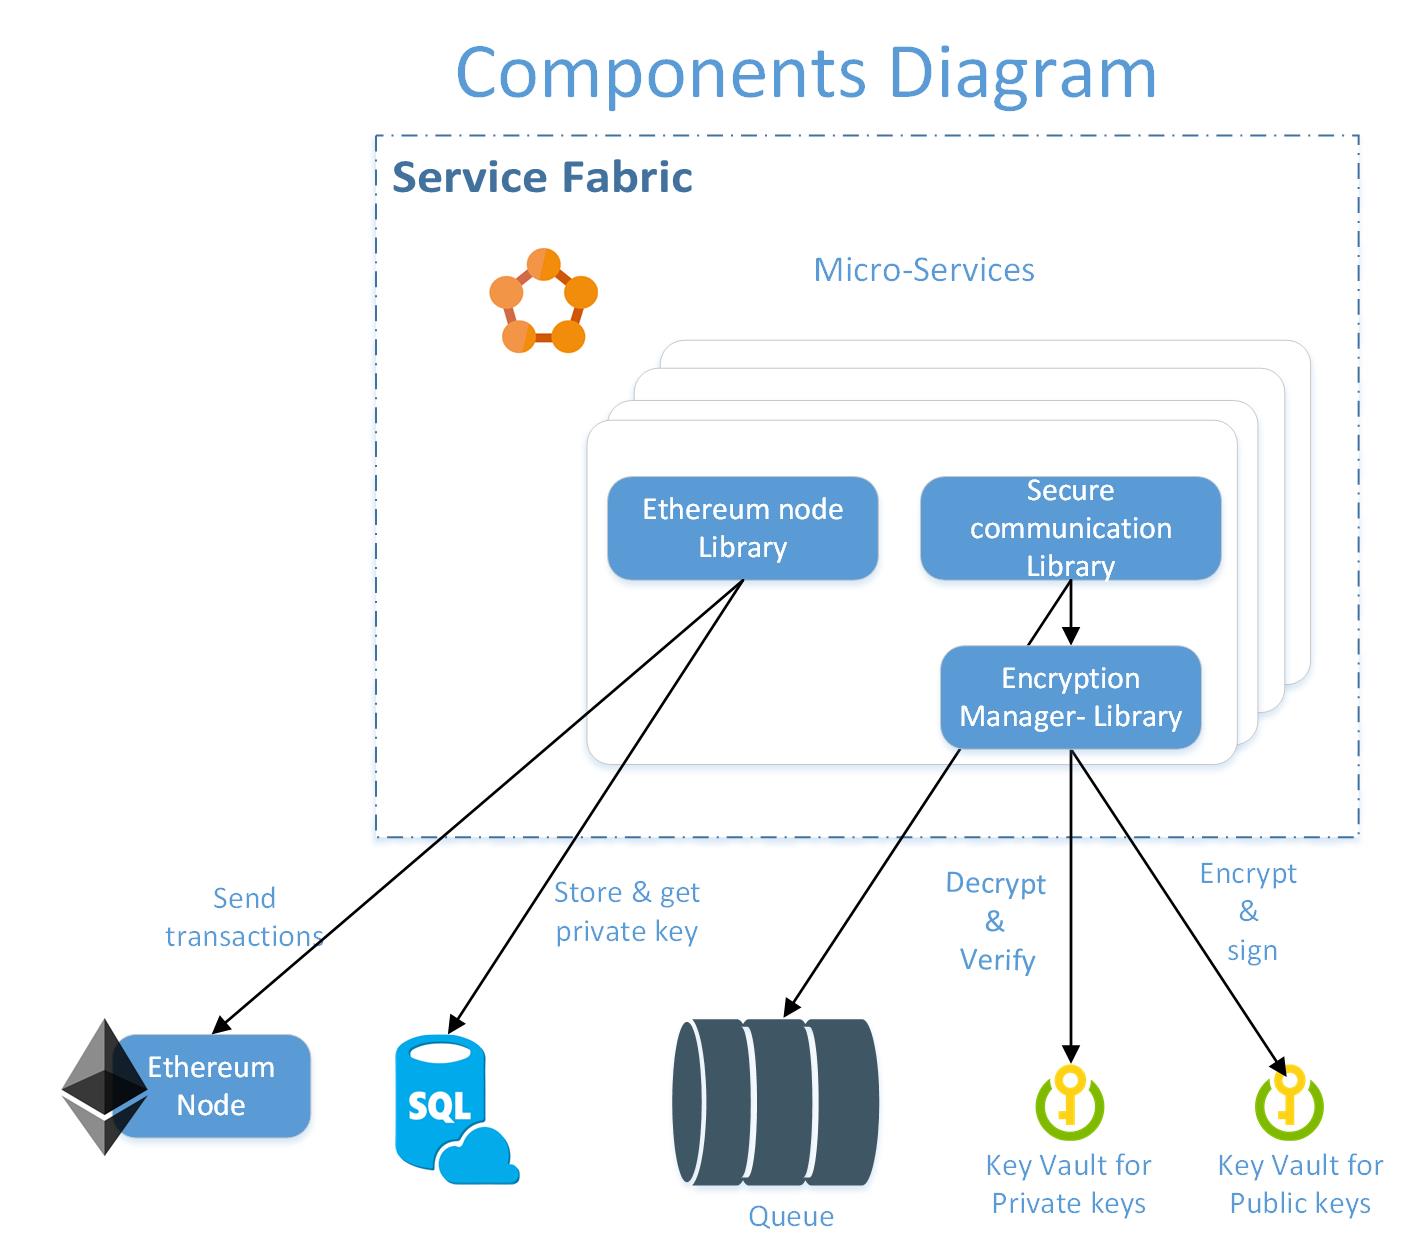 Components Diagram
Service Fabric
Micro-Services
Ethereum node
Library
Secure
communication
Library
Encryption
Manager- Library
Send
transactions
Store & get
private key
Decrypt
&
Verify
Encrypt
&
sign
Ethereum
Node
SQL
Queue
Key Vault for
Private keys
Key Vault for
Public keys